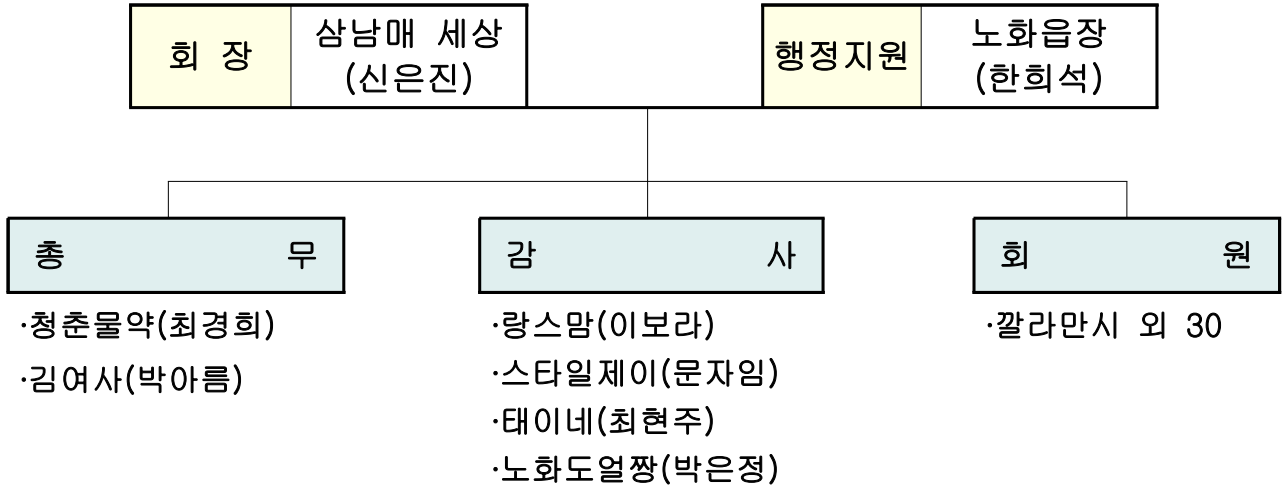 회 장
삼남매 세상
(신은진)
행정지원
노화읍장
(한희석)
총 무
·청춘물약(최경희)
·김여사(박아름)
감 사
·랑스맘(이보라)
·스타일제이(문자임)
·태이네(최현주)
·노화도얼짱(박은정)
회 원
·깔라만시 외 30